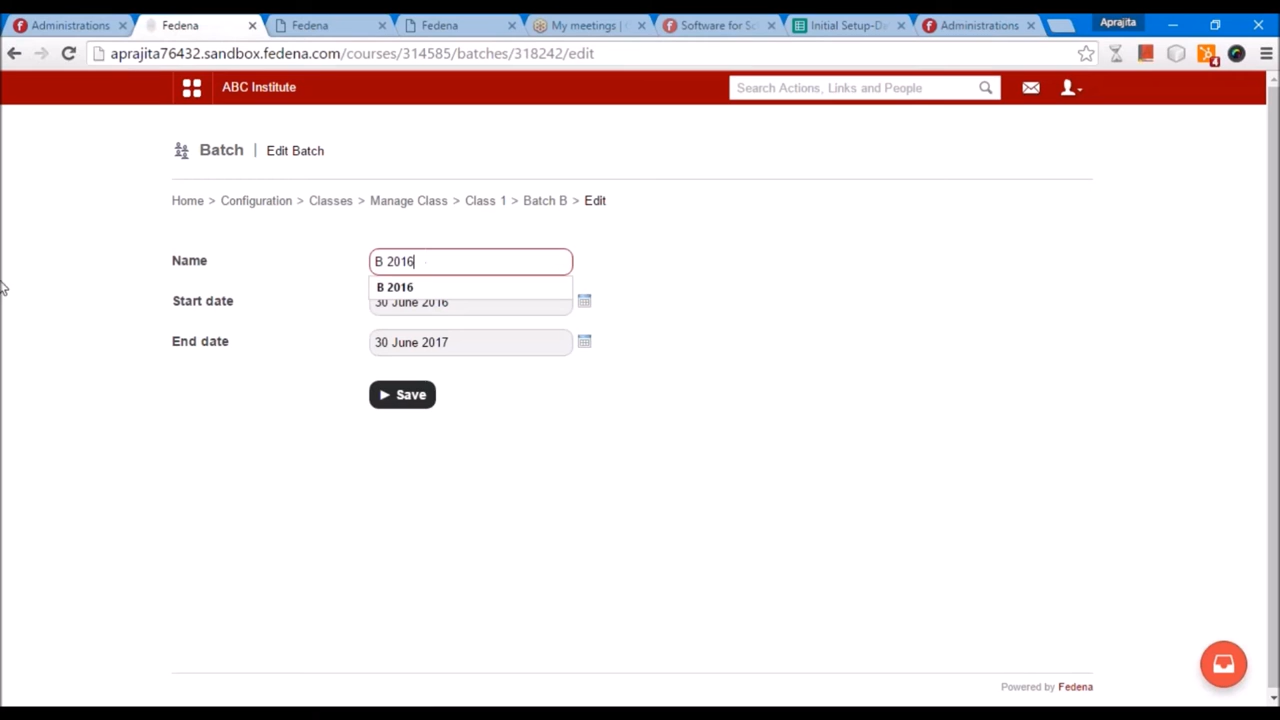 Administrations
Fedena
Fedena
Fedena
My meetings |
Software for Sc
Initial Setup-De
Administrations
Aprajita
aprajita76432.sandbox.fedena.com/courses/314585/batches/318242/edit
4
ABC Institute
Search Actions, Links and People
Batch | Edit Batch
Home > Configuration > Classes > Manage Class > Class 1 > Batch B > Edit
Name
B 2016
B 2016
Start date
30 June 2016
End date
30 June 2017
Save
Powered by Fedena